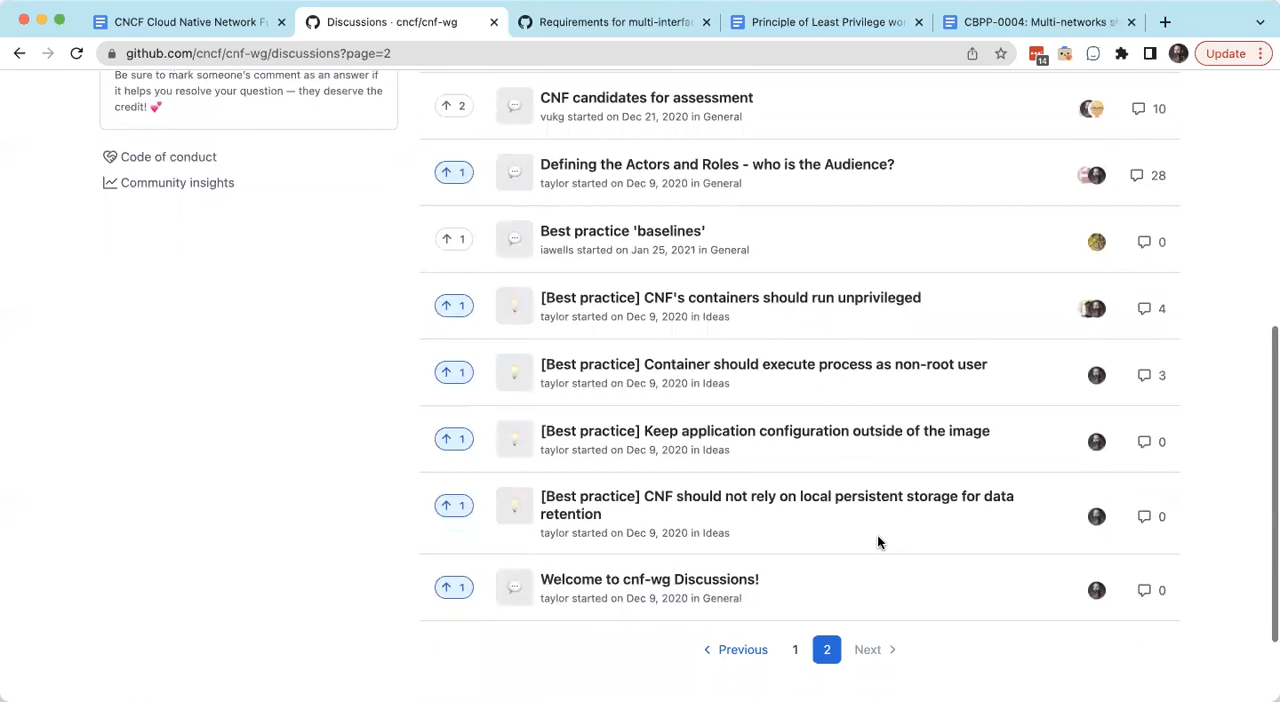 CNCF Cloud Native Network Fu
Discussions · cncf/cnf-wg
Requirements for multi-interfa
Principle of Least Privilege wor
CBPP-0004: Multi-networks s
github.com/cncf/cnf-wg/discussions?page=2
14
Update
Be sure to mark someone's comment as an answer if
it helps you resolve your question — they deserve the
credit! 💕
Code of conduct
Community insights
2
CNF candidates for assessment
10
vukg started on Dec 21, 2020 in General
1
Defining the Actors and Roles - who is the Audience?
28
taylor started on Dec 9, 2020 in General
1
Best practice 'baselines'
0
iawells started on Jan 25, 2021 in General
1
[Best practice] CNF's containers should run unprivileged
4
taylor started on Dec 9, 2020 in Ideas
1
[Best practice] Container should execute process as non-root user
3
taylor started on Dec 9, 2020 in Ideas
1
[Best practice] Keep application configuration outside of the image
0
taylor started on Dec 9, 2020 in Ideas
1
[Best practice] CNF should not rely on local persistent storage for data
retention
0
taylor started on Dec 9, 2020 in Ideas
1
Welcome to cnf-wg Discussions!
0
taylor started on Dec 9, 2020 in General
Previous 1 2 Next